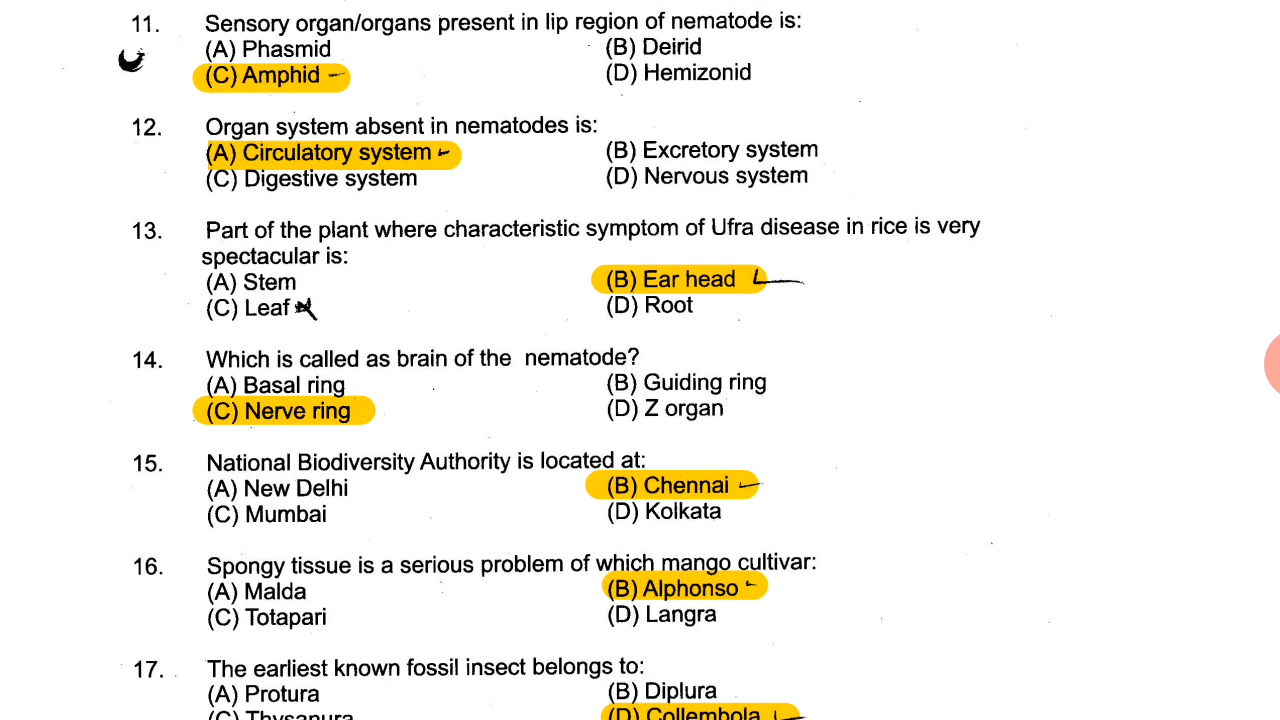 11. Sensory organ/organs present in lip region of nematode is:
(A) Phasmid (B) Deirid
(C) Amphid (D) Hemizonid
12. Organ system absent in nematodes is:
(A) Circulatory system (B) Excretory system
(C) Digestive system (D) Nervous system
13. Part of the plant where characteristic symptom of Ufra disease in rice is very
spectacular is:
(A) Stem (B) Ear head
(C) Leaf (D) Root
14. Which is called as brain of the nematode?
(A) Basal ring (B) Guiding ring
(C) Nerve ring (D) Z organ
15. National Biodiversity Authority is located at:
(A) New Delhi (B) Chennai
(C) Mumbai (D) Kolkata
16. Spongy tissue is a serious problem of which mango cultivar:
(A) Malda (B) Alphonso
(C) Totapari (D) Langra
17. The earliest known fossil insect belongs to:
(A) Protura (B) Diplura
(C) Thysanura (D) Collembola